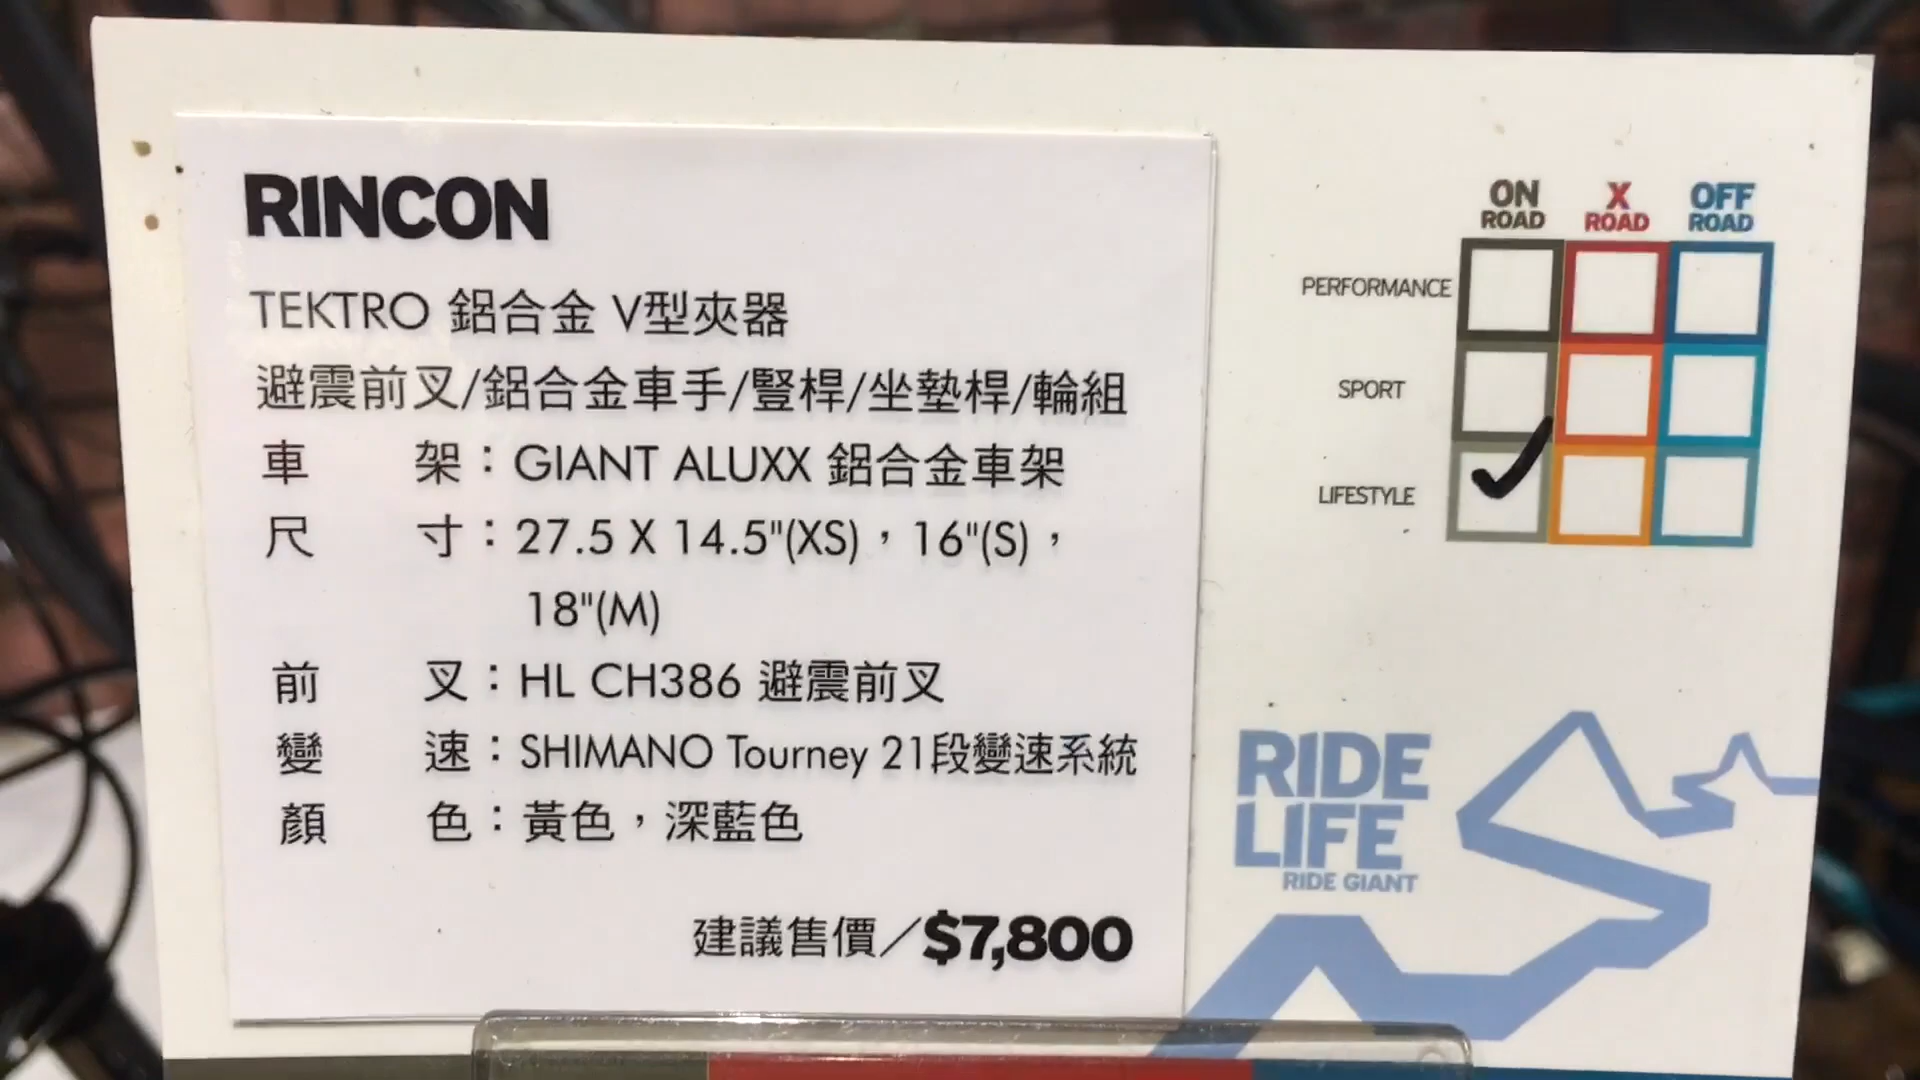 RINCON
TEKTRO 鋁合金 V型夾器
避震前叉/鋁合金車手/豎桿/坐墊桿/輪組
車 架：GIANT ALUXX 鋁合金車架
尺 寸：27.5 X 14.5"(XS)，16"(S)，
18"(M)
前 叉：HL CH386 避震前叉
變 速：SHIMANO Tourney 21段變速系統
顏 色：黃色，深藍色
建議售價／$7,800
ON ROAD
X ROAD
OFF ROAD
PERFORMANCE
SPORT
LIFESTYLE
RIDE
LIFE
RIDE GIANT